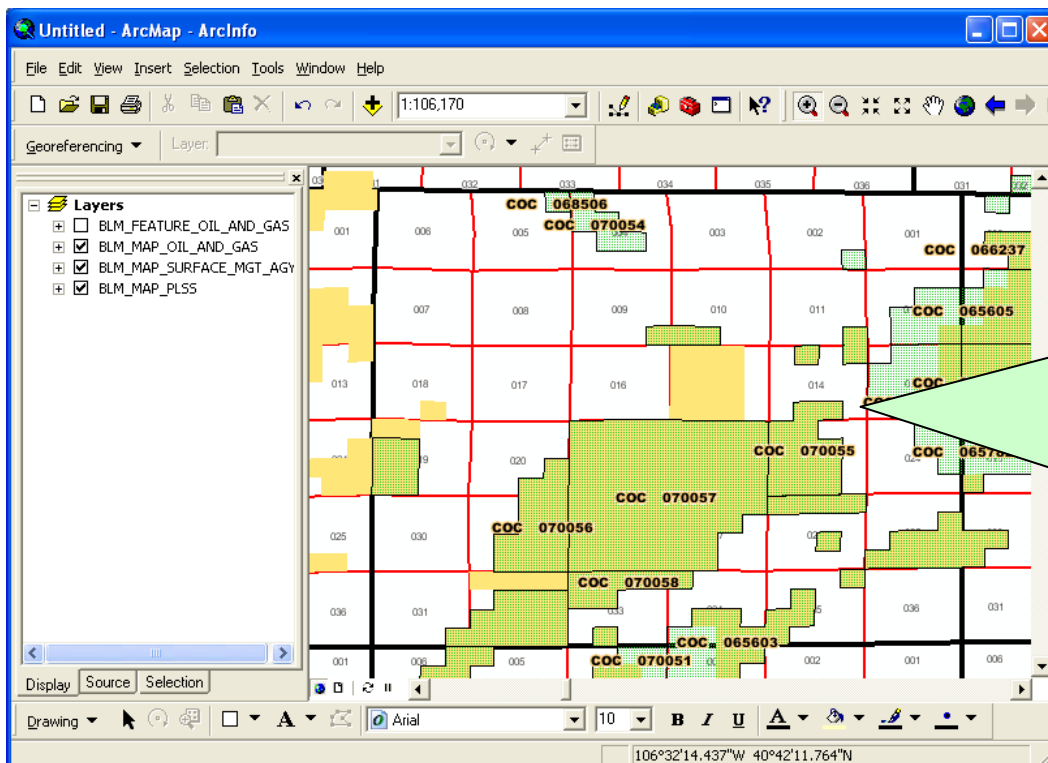 Untitled - ArcMap - ArcInfo
File Edit View Insert Selection Tools Window Help
1:106,170
Georeferencing Layer:
Layers
BLM_FEATURE_OIL_AND_GAS
BLM_MAP_OIL_AND_GAS
BLM_MAP_SURFACE_MGT_AGY
BLM_MAP_PLSS
032 033 034 035 036 031
COC 068506
COC 070054
001 006 005 003 002 001
COC 066237
007 008 009 010 011
COC 065605
013 018 017 016 014
COC
020
COC 070055
024
COC 070057
COC 070056
025 030
COC 070058
036 031 033 036 031
COC 065603
COC 070051
001 006 005 002 001 006
Display Source Selection
Drawing A Arial 10 B I U A
106°32'14.437"W 40°42'11.764"N